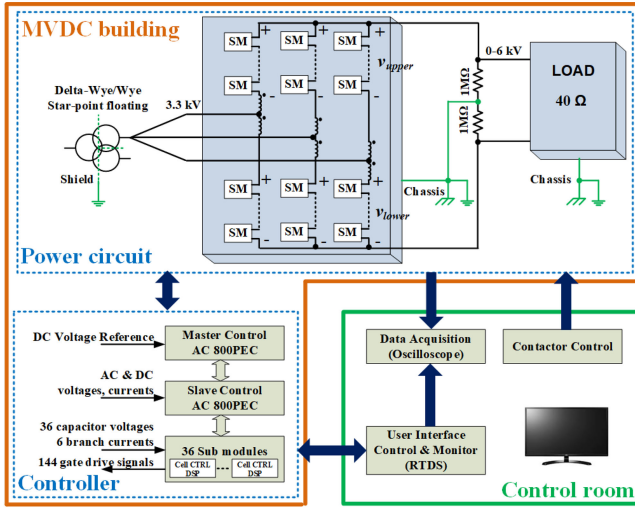 MVDC building
Delta-Wye/Wye
Star-point floating
Shield
3.3 kV
SM
SM
SM
SM
SM
SM
SM
SM
SM
SM
SM
SM
+
+
+
-
-
-
+
+
+
-
-
-
v_upper
v_lower
1MΩ
1MΩ
0-6 kV
LOAD
40 Ω
Chassis
Chassis
Power circuit
DC Voltage Reference
Master Control
AC 800PEC
AC & DC
voltages, currents
Slave Control
AC 800PEC
36 capacitor voltages
6 branch currents
144 gate drive signals
36 Sub modules
Cell CTRL
DSP
Cell CTRL
DSP
Controller
Data Acquisition
(Oscilloscope)
Contactor Control
User Interface
Control & Monitor
(RTDS)
Control room